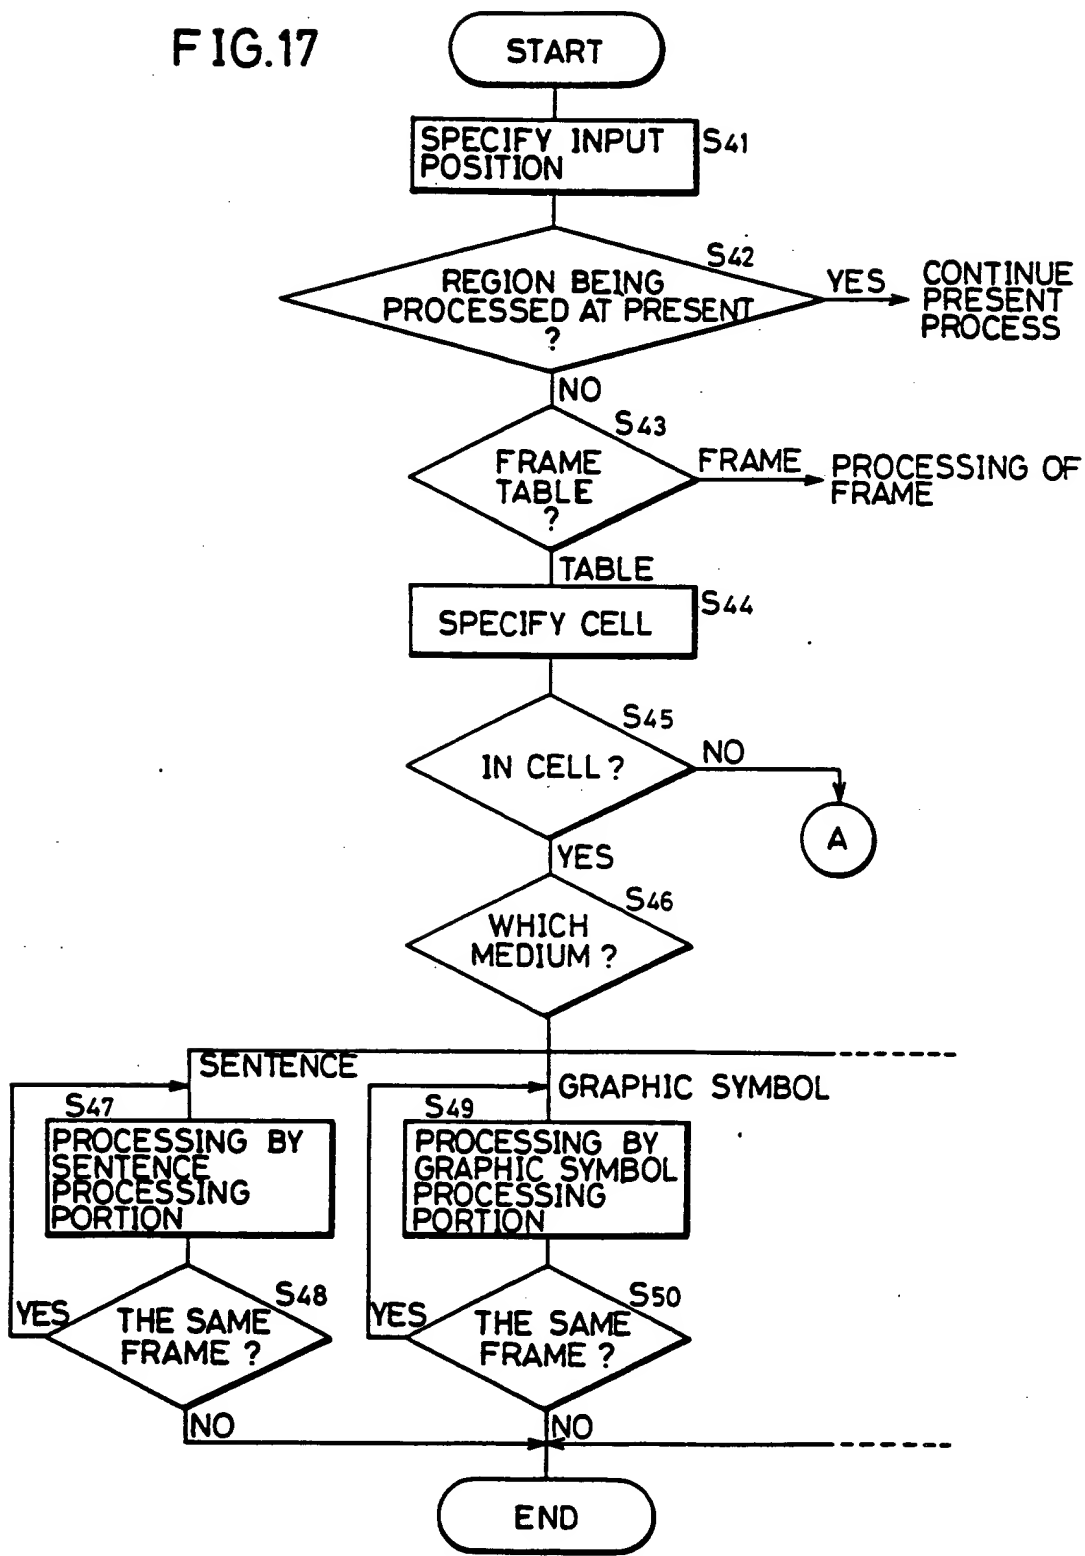 FIG.17
START
SPECIFY INPUT
POSITION
S41
S42
REGION BEING
PROCESSED AT PRESENT
?
YES
CONTINUE
PRESENT
PROCESS
NO
S43
FRAME
TABLE
?
FRAME
PROCESSING OF
FRAME
TABLE
SPECIFY CELL
S44
S45
IN CELL?
NO
A
YES
S46
WHICH
MEDIUM?
SENTENCE
GRAPHIC SYMBOL
S47
PROCESSING BY
SENTENCE
PROCESSING
PORTION
S49
PROCESSING BY
GRAPHIC SYMBOL
PROCESSING
PORTION
S48
YES
THE SAME
FRAME?
NO
S50
YES
THE SAME
FRAME?
NO
END